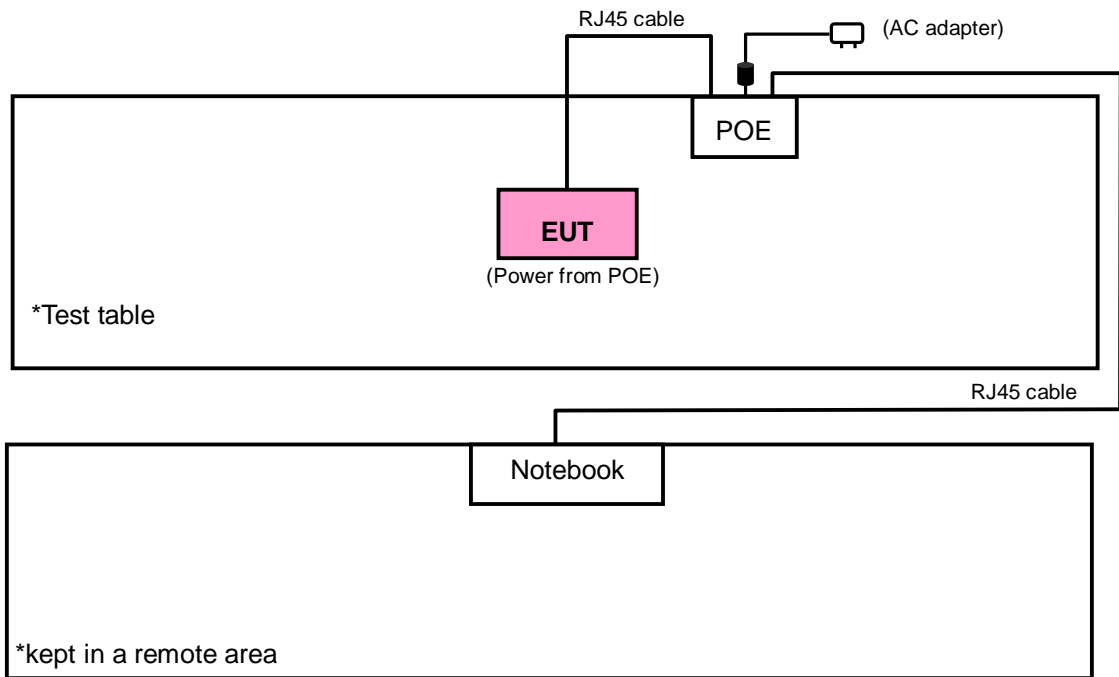 RJ45 cable
(AC adapter)
POE
EUT
(Power from POE)
*Test table
RJ45 cable
Notebook
*kept in a remote area